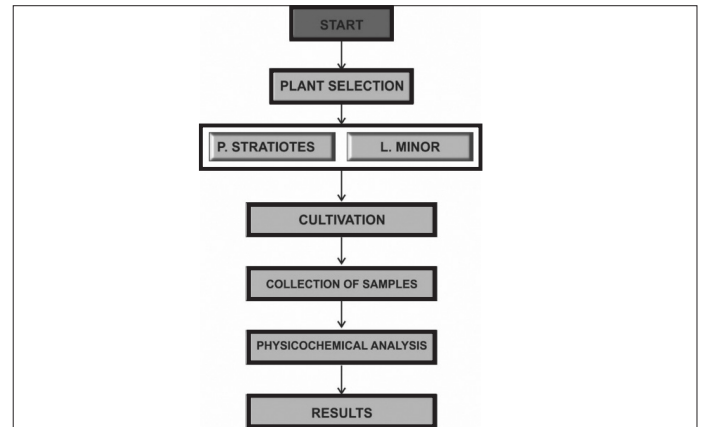 START
PLANT SELECTION
P. STRATIOTES
L. MINOR
CULTIVATION
COLLECTION OF SAMPLES
PHYSICOCHEMICAL ANALYSIS
RESULTS